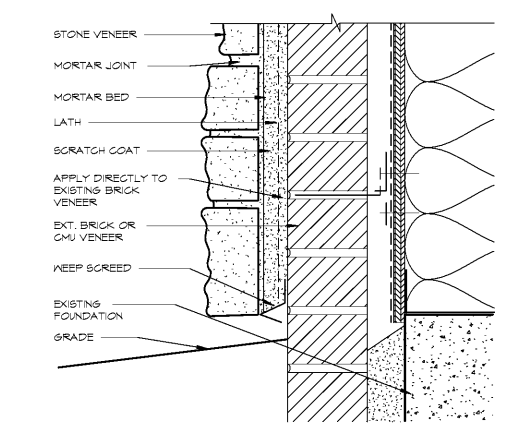 STONE VENEER
MORTAR JOINT
MORTAR BED
LATH
SCRATCH COAT
APPLY DIRECTLY TO
EXISTING BRICK
VENEER
EXT. BRICK OR
CMU VENEER
WEEP SCREED
EXISTING
FOUNDATION
GRADE